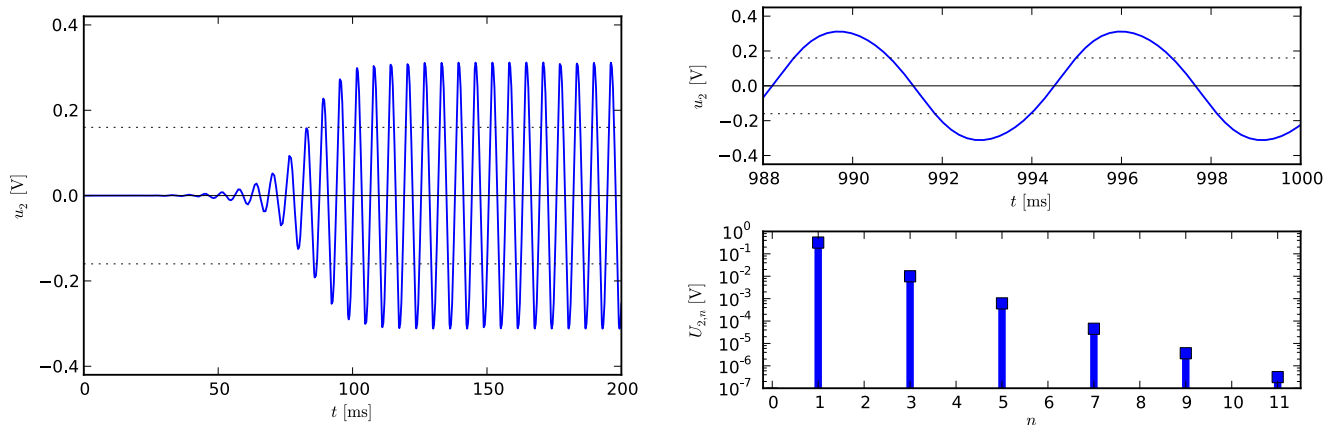 u₂ [V]
0.4
0.2
0.0
−0.2
−0.4
0 50 100 150 200
t [ms]
u₂ [V]
0.4
0.2
0.0
−0.2
−0.4
988 990 992 994 996 998 1000
t [ms]
U₂,ₙ [V]
10⁰
10⁻¹
10⁻²
10⁻³
10⁻⁴
10⁻⁵
10⁻⁶
10⁻⁷
0 1 2 3 4 5 6 7 8 9 10 11
n